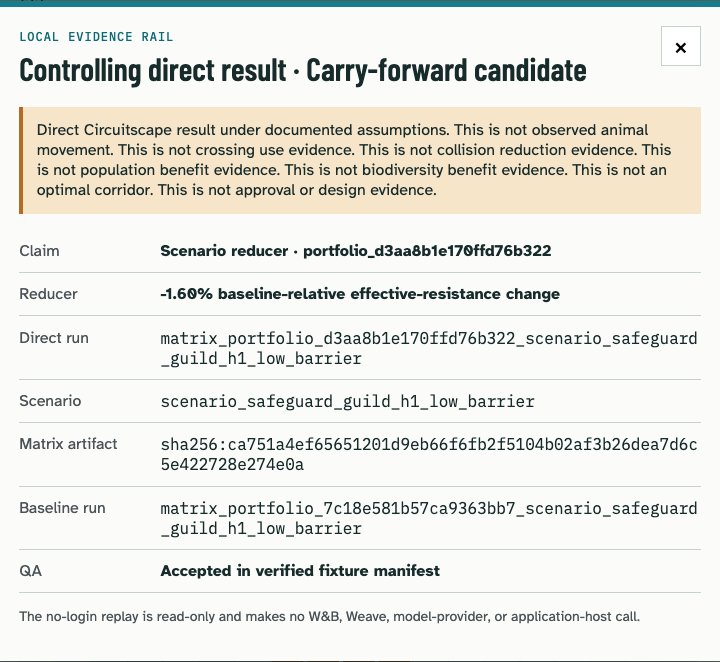 LOCAL EVIDENCE RAIL
Controlling direct result · Carry-forward candidate
×
Direct Circuitscape result under documented assumptions. This is not observed animal
movement. This is not crossing use evidence. This is not collision reduction evidence. This
is not population benefit evidence. This is not biodiversity benefit evidence. This is not an
optimal corridor. This is not approval or design evidence.
Claim Scenario reducer · portfolio_d3aa8b1e170ffd76b322
Reducer -1.60% baseline-relative effective-resistance change
Direct run matrix_portfolio_d3aa8b1e170ffd76b322_scenario_safeguard
_guild_h1_low_barrier
Scenario scenario_safeguard_guild_h1_low_barrier
Matrix artifact sha256:ca751a4ef65651201d9eb66f6fb2f5104b02af3b26dea7d6c
5e422728e274e0a
Baseline run matrix_portfolio_7c18e581b57ca9363bb7_scenario_safeguard
_guild_h1_low_barrier
QA Accepted in verified fixture manifest
The no-login replay is read-only and makes no W&B, Weave, model-provider, or application-host call.